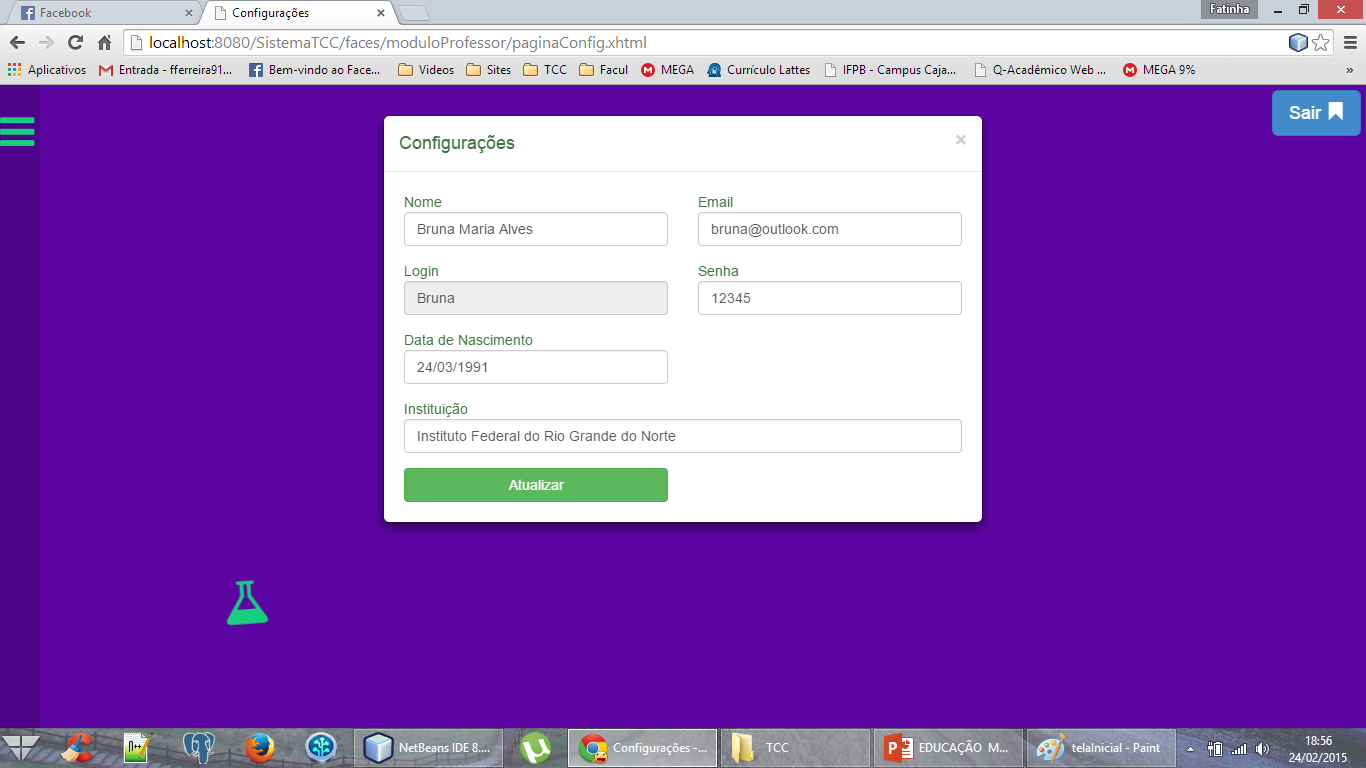 Facebook
Configurações
Fatinha
localhost:8080/SistemaTCC/faces/moduloProfessor/paginaConfig.xhtml
Aplicativos
Entrada - fferreira91...
Bem-vindo ao Face...
Videos
Sites
TCC
Facul
MEGA
Currículo Lattes
IFPB - Campus Caja...
Q-Acadêmico Web ...
MEGA 9%
»
Sair
Configurações ×
Nome Email
Bruna Maria Alves bruna@outlook.com
Login Senha
Bruna 12345
Data de Nascimento
24/03/1991
Instituição
Instituto Federal do Rio Grande do Norte
Atualizar
NetBeans IDE 8....
Configurações -...
TCC
EDUCAÇÃO M...
telaInicial - Paint
18:56
24/02/2015